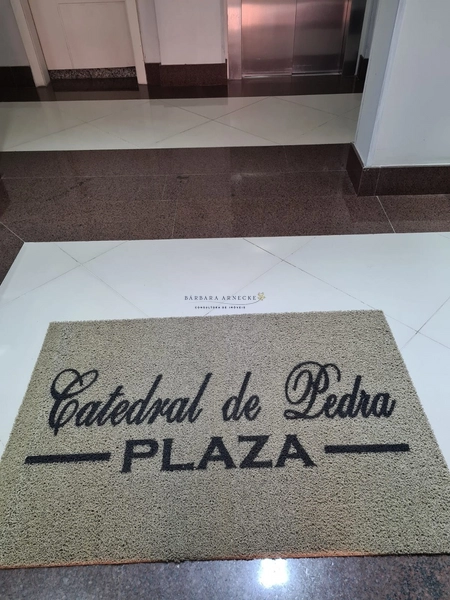 BÁRBARA ARNECKE
CONSULTORA DE IMÓVEIS
Catedral de Pedra
PLAZA